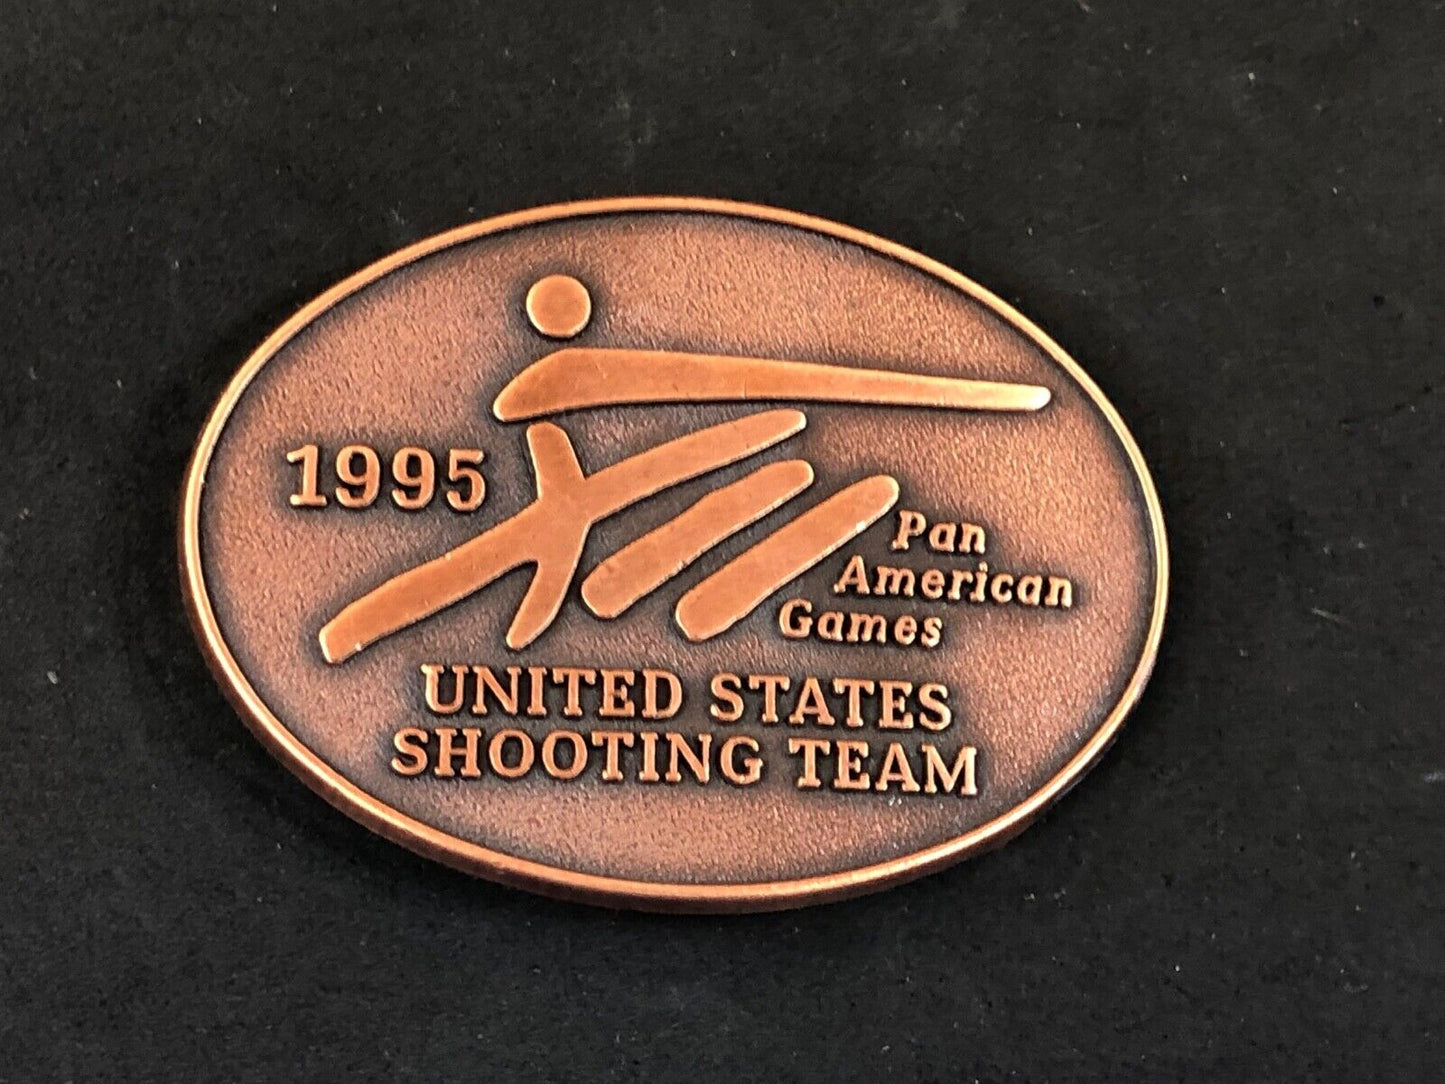 1995
Pan
American
Games
UNITED STATES
SHOOTING TEAM